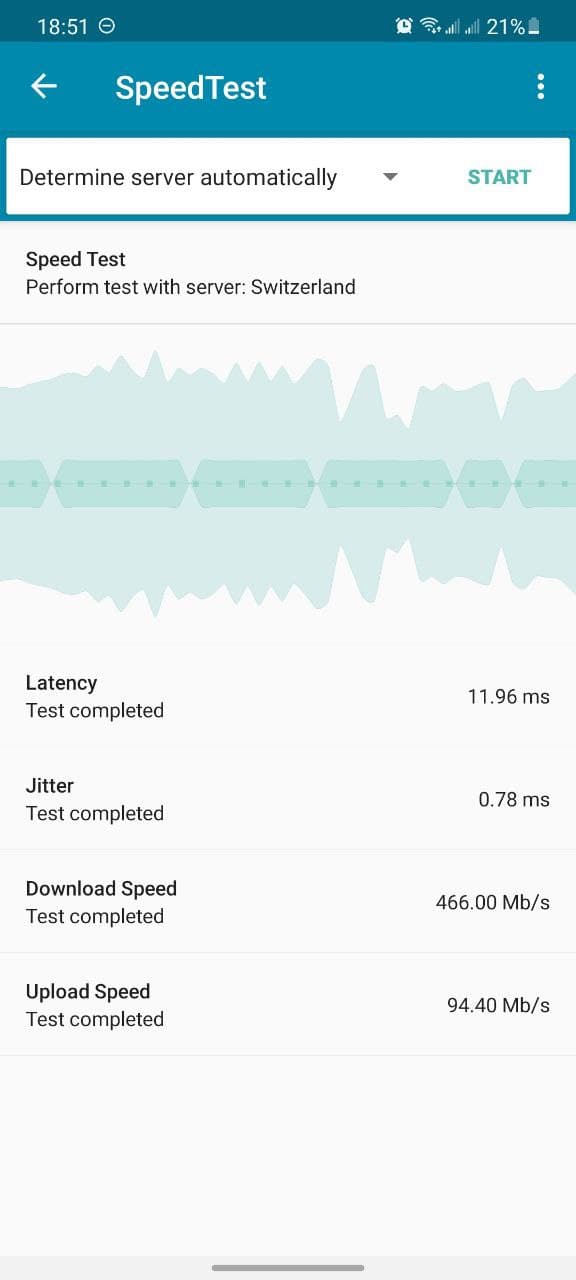 18:51 21%
SpeedTest
Determine server automatically START
Speed Test
Perform test with server: Switzerland
Latency
Test completed
11.96 ms
Jitter
Test completed
0.78 ms
Download Speed
Test completed
466.00 Mb/s
Upload Speed
Test completed
94.40 Mb/s